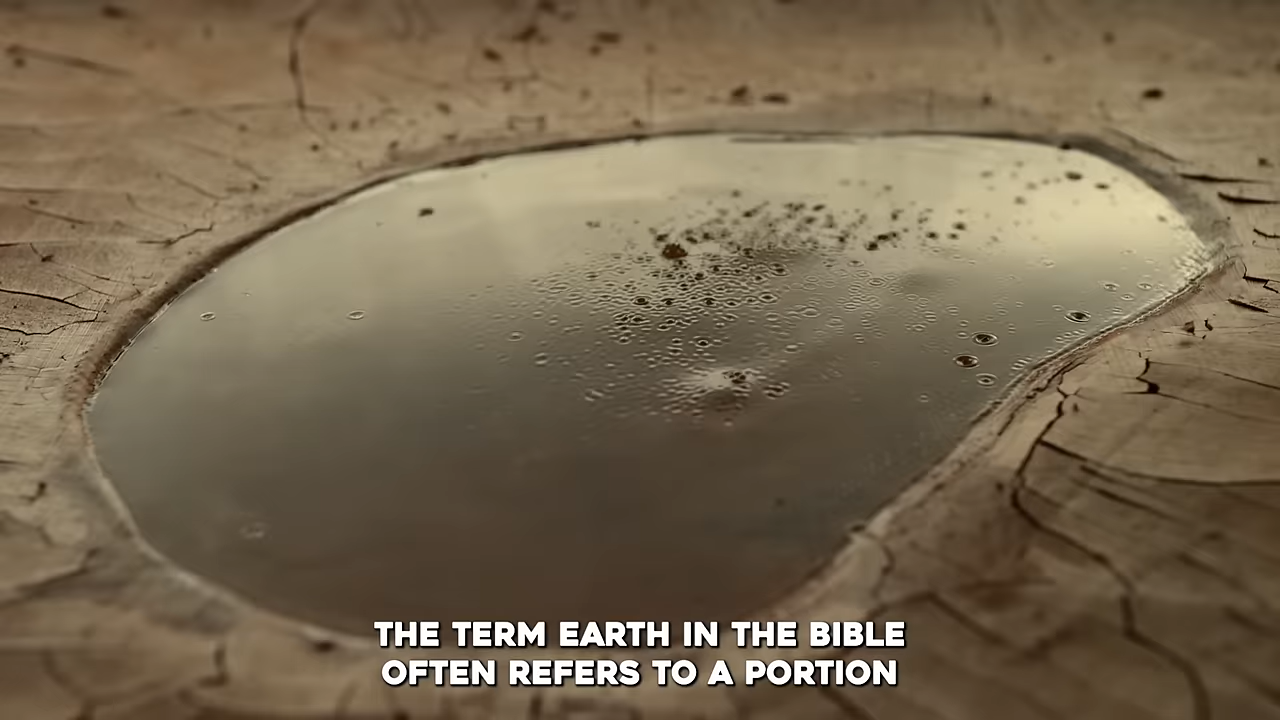 THE TERM EARTH IN THE BIBLE
OFTEN REFERS TO A PORTION